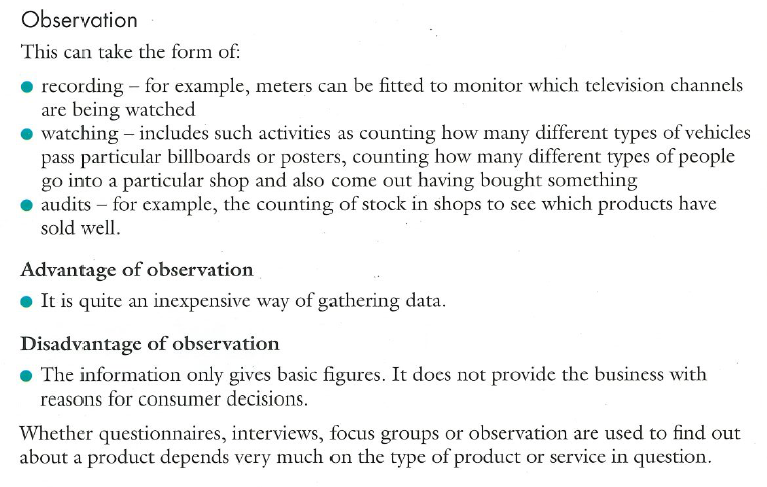 Observation
This can take the form of:
● recording – for example, meters can be fitted to monitor which television channels
are being watched
● watching – includes such activities as counting how many different types of vehicles
pass particular billboards or posters, counting how many different types of people
go into a particular shop and also come out having bought something
● audits – for example, the counting of stock in shops to see which products have
sold well.
Advantage of observation
● It is quite an inexpensive way of gathering data.
Disadvantage of observation
● The information only gives basic figures. It does not provide the business with
reasons for consumer decisions.
Whether questionnaires, interviews, focus groups or observation are used to find out
about a product depends very much on the type of product or service in question.